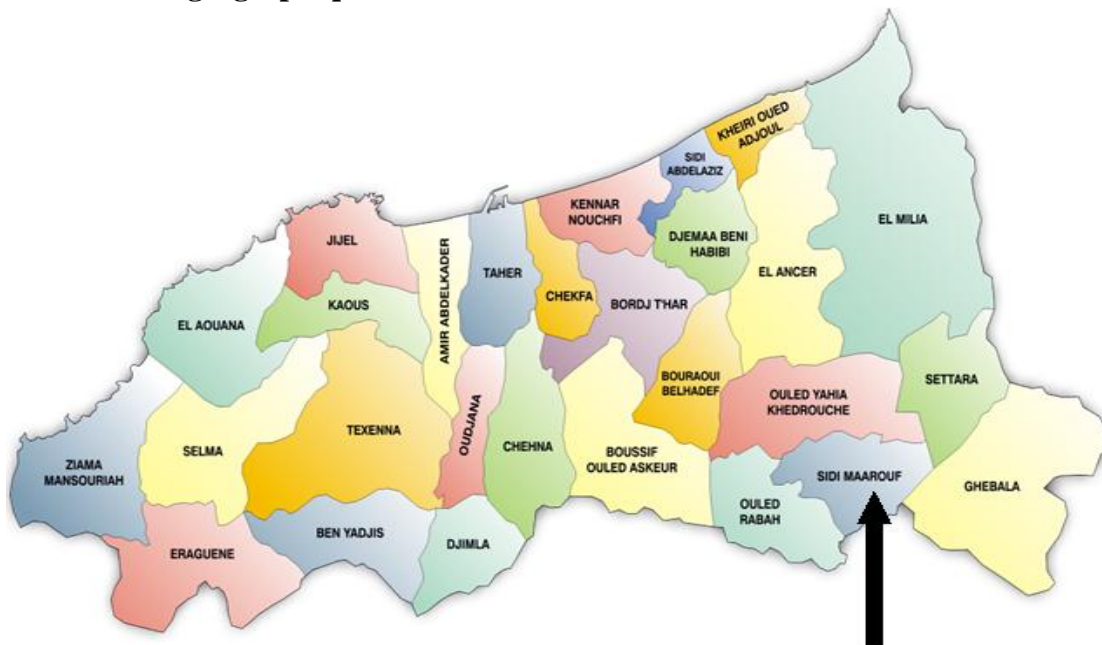 KHEIRI OUED
ADJOUL
SIDI
ABDELAZIZ
KENNAR
NOUCHFI
EL MILIA
JIJEL
DJEMAA BENI
HABIBI
EL ANCER
TAHER
AMIR ABDELKADER
CHEKFA
BORDJ T'HAR
KAOUS
EL AOUANA
BOURAOUI
BELHADEF
OULED YAHIA
KHEDROUCHE
SETTARA
TEXENNA
OUDJANA
CHEHNA
SELMA
BOUSSIF
OULED ASKEUR
ZIAMA
MANSOURIAH
SIDI MAAROUF
GHEBALA
OULED
RABAH
BEN YADJIS
DJIMLA
ERAGUENE